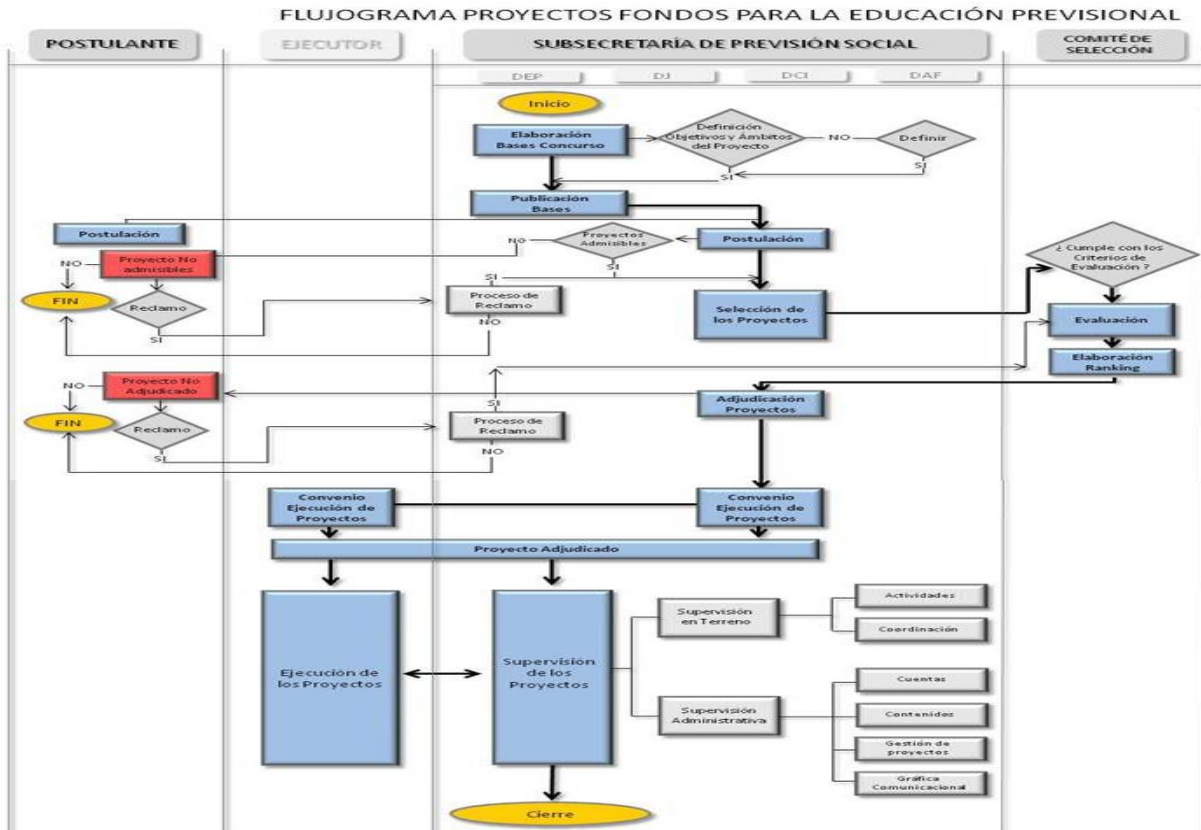 FLUJOGRAMA PROYECTOS FONDOS PARA LA EDUCACIÓN PREVISIONAL
POSTULANTE
EJECUTOR
SUBSECRETARÍA DE PREVISIÓN SOCIAL
COMITÉ DE
SELECCIÓN
DEP
DJ
DCI
DAF
Inicio
Elaboración
Bases Concurso
Definición
Objetivos y Ámbitos
del Proyecto
NO
Definir
SI
SI
Publicación
Bases
Postulación
NO
Proyectos
Admisibles
Postulación
¿ Cumple con los
Criterios de
Evaluación ?
NO
Proyecto No
admisibles
SI
SI
FIN
Reclamo
SI
Proceso de
Reclamo
NO
Selección de
los Proyectos
Evaluación
Elaboración
Ranking
NO
Proyecto No
Adjudicado
SI
Adjudicación
Proyectos
FIN
Reclamo
SI
Proceso de
Reclamo
NO
Convenio
Ejecución de
Proyectos
Convenio
Ejecución de
Proyectos
Proyecto Adjudicado
Ejecución de
los Proyectos
Supervisión
de los
Proyectos
Supervisión
en Terreno
Actividades
Coordinación
Supervisión
Administrativa
Cuentas
Contenidos
Gestión de
proyectos
Gráfica
Comunicacional
Cierre